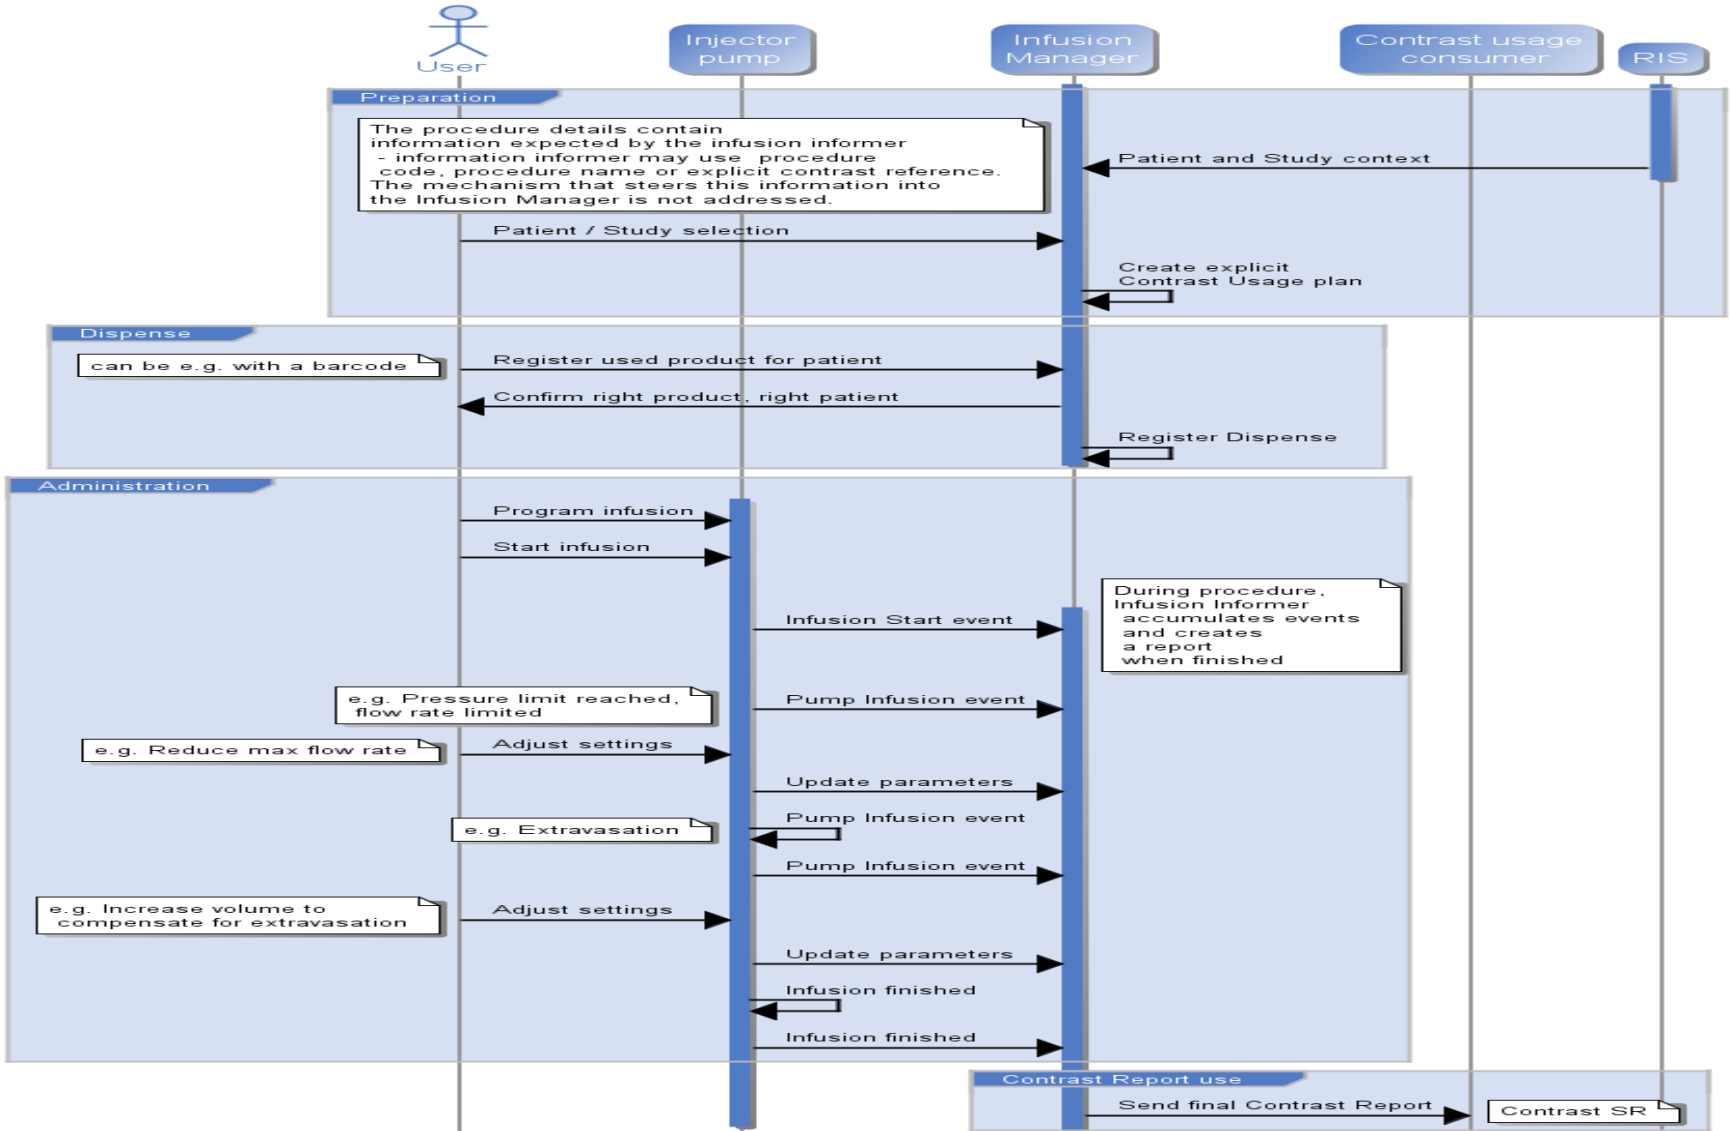 User
Injector
pump
Infusion
Manager
Contrast usage
consumer
RIS
Preparation
The procedure details contain
information expected by the infusion informer
- information informer may use procedure
code, procedure name or explicit contrast reference.
The mechanism that steers this information into
the Infusion Manager is not addressed.
Patient and Study context
Patient / Study selection
Create explicit
Contrast Usage plan
Dispense
can be e.g. with a barcode
Register used product for patient
Confirm right product, right patient
Register Dispense
Administration
Program infusion
Start infusion
During procedure,
Infusion Informer
accumulates events
and creates
a report
when finished
Infusion Start event
e.g. Pressure limit reached,
flow rate limited
Pump Infusion event
e.g. Reduce max flow rate
Adjust settings
Update parameters
Pump Infusion event
e.g. Extravasation
Pump Infusion event
e.g. Increase volume to
compensate for extravasation
Adjust settings
Update parameters
Infusion finished
Infusion finished
Contrast Report use
Send final Contrast Report
Contrast SR